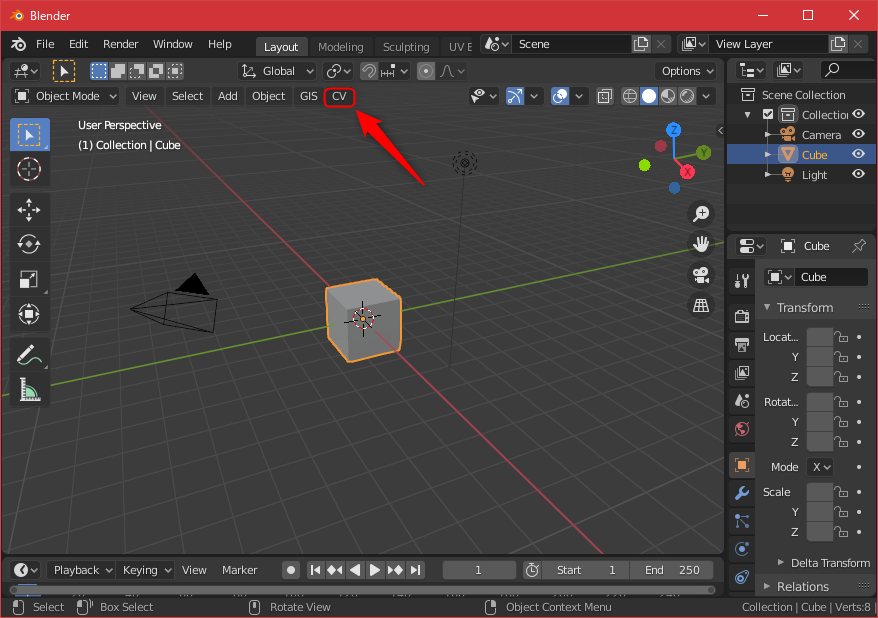 Blender
File Edit Render Window Help Layout Modeling Sculpting UV E Scene View Layer
Global Options
Object Mode View Select Add Object GIS CV
User Perspective
(1) Collection | Cube
Z
Y
X
Scene Collection
Collection
Camera
Cube
Light
Cube
Cube
Transform
Locat...
Y
Z
Rotat...
Y
Z
Mode X
Scale
Y
Z
Delta Transform
Relations
Playback Keying View Marker 1 Start 1 End 250
Select Box Select Rotate View Object Context Menu Collection | Cube | Verts:8 |